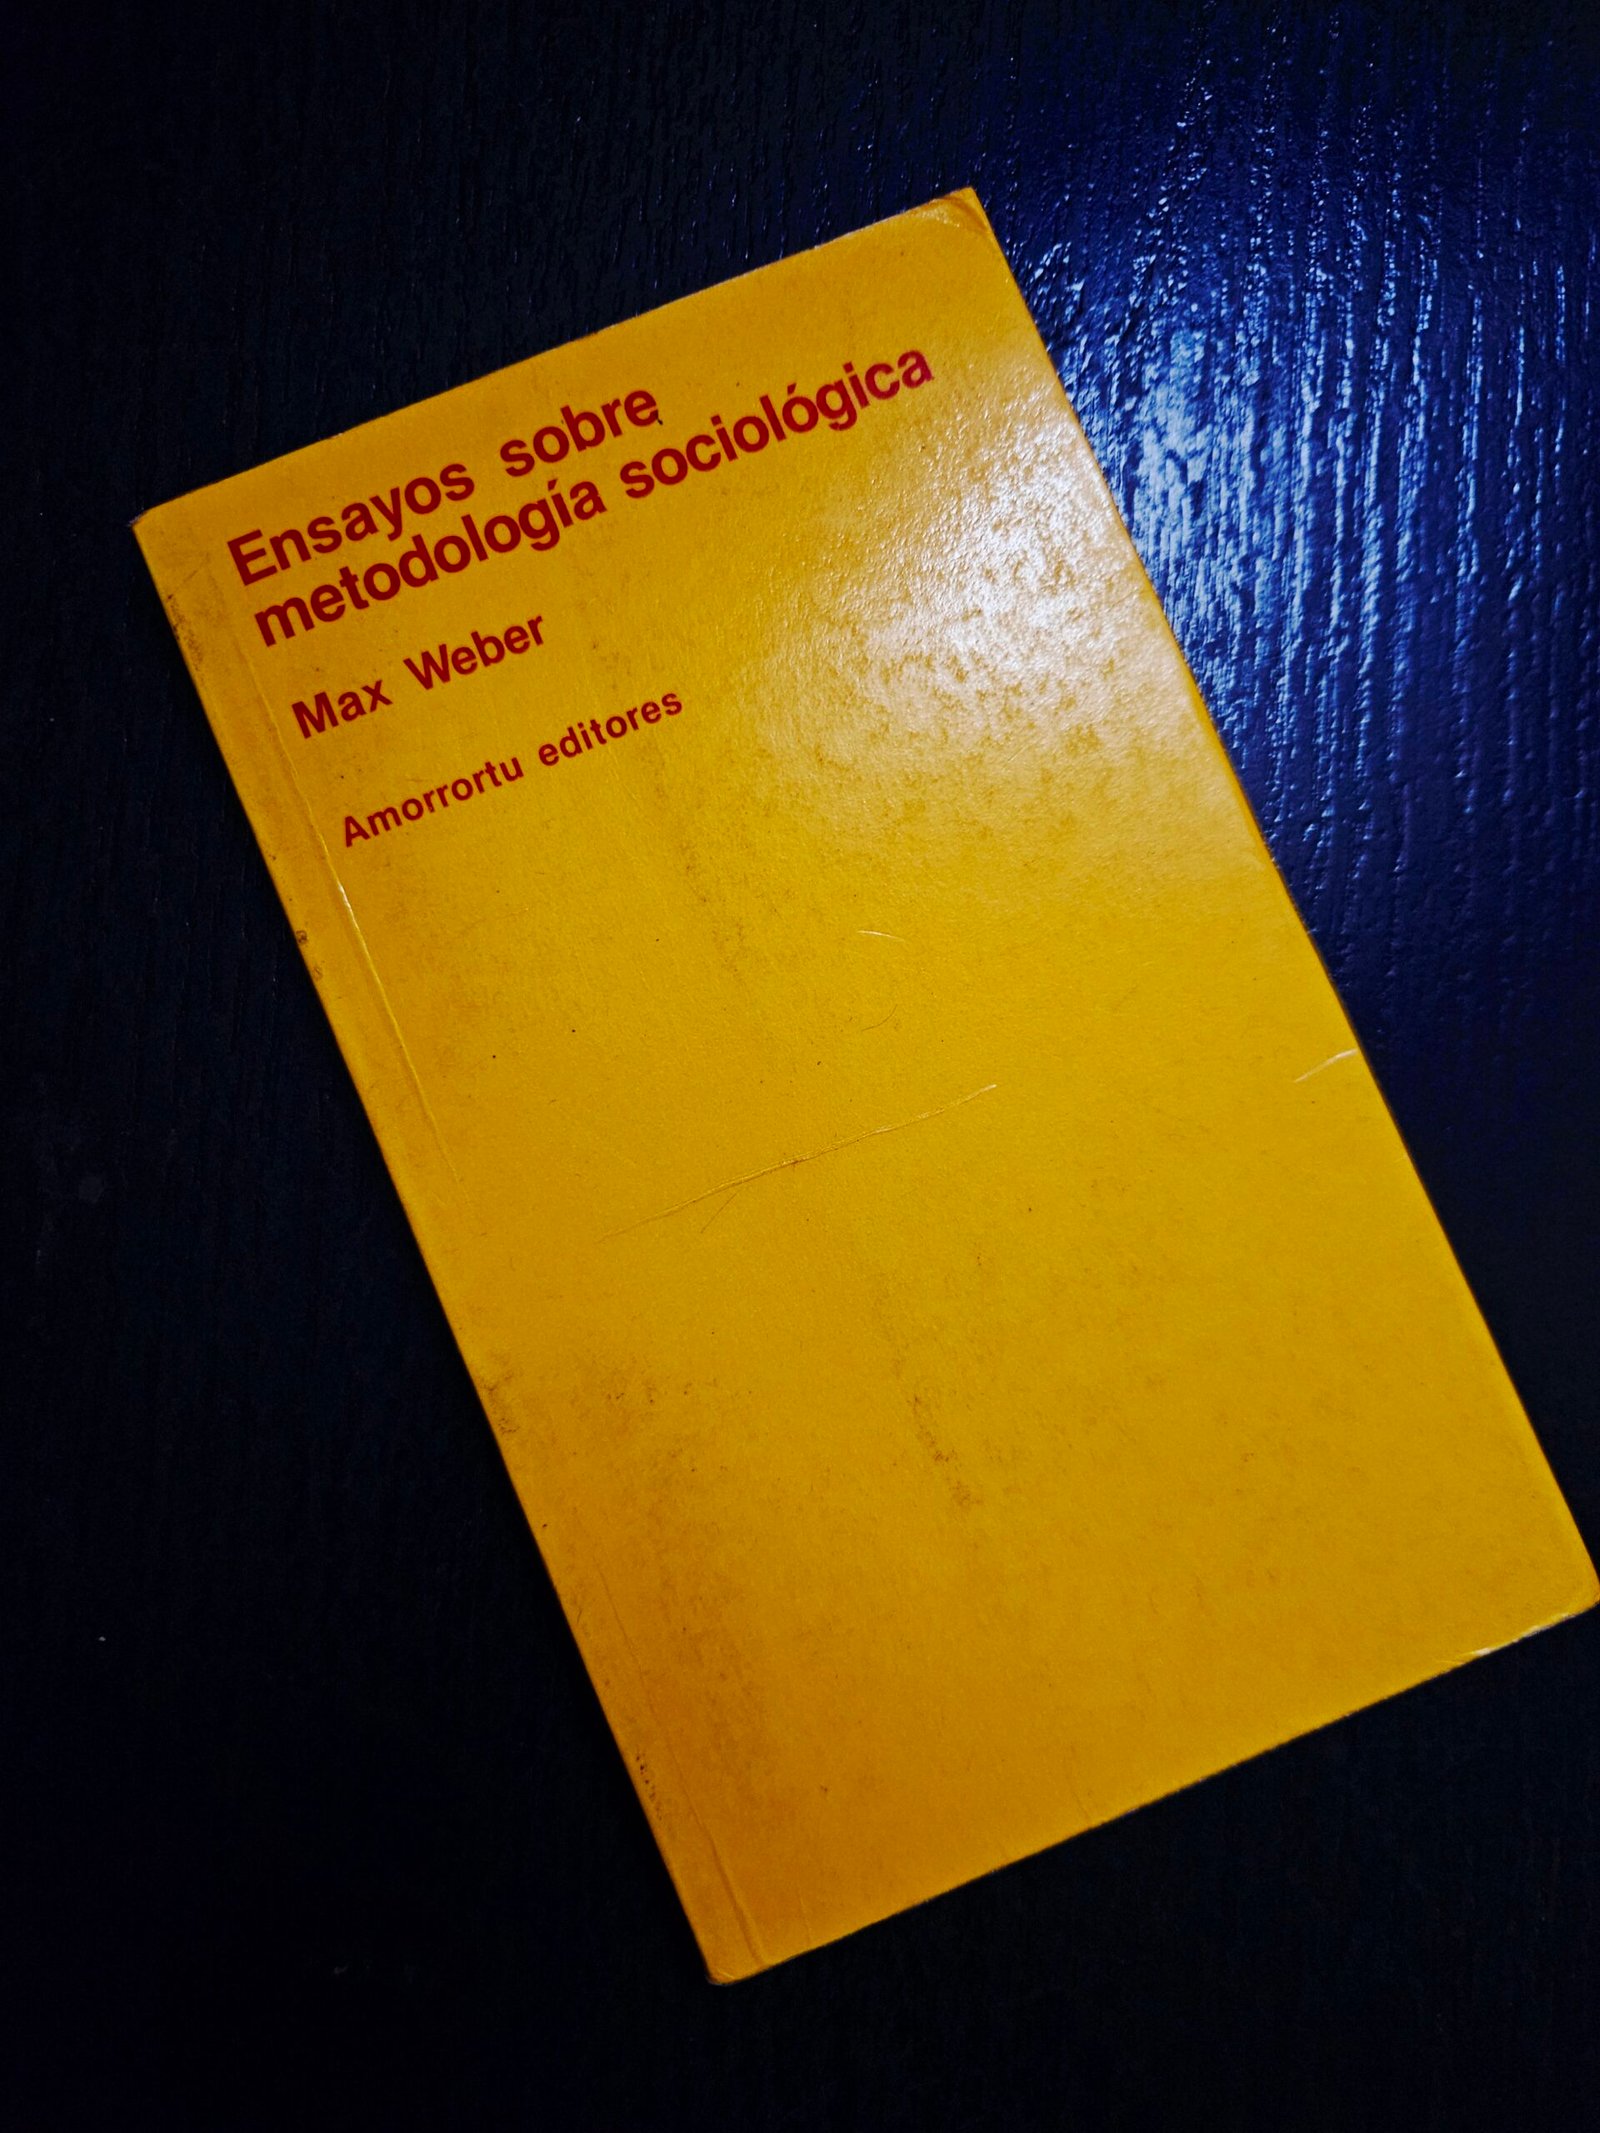 Ensayos sobre
metodología sociológica
Max Weber
Amorrortu editores